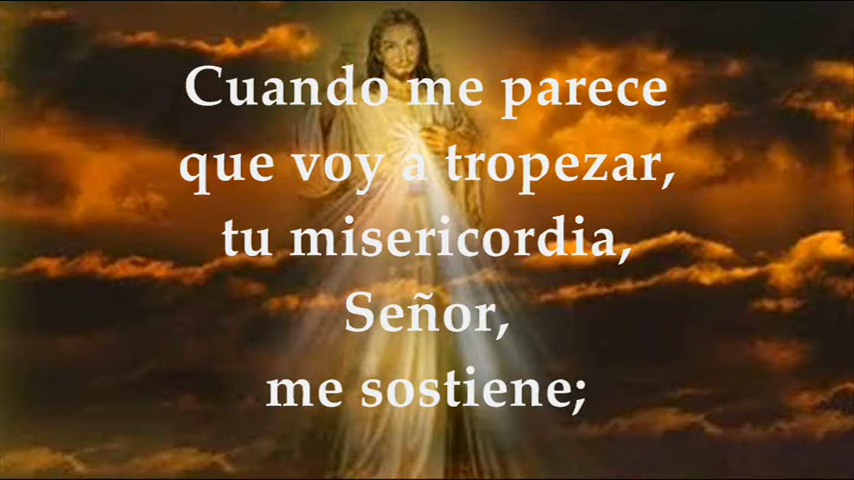 Cuando me parece
que voy a tropezar,
tu misericordia,
Señor,
me sostiene;